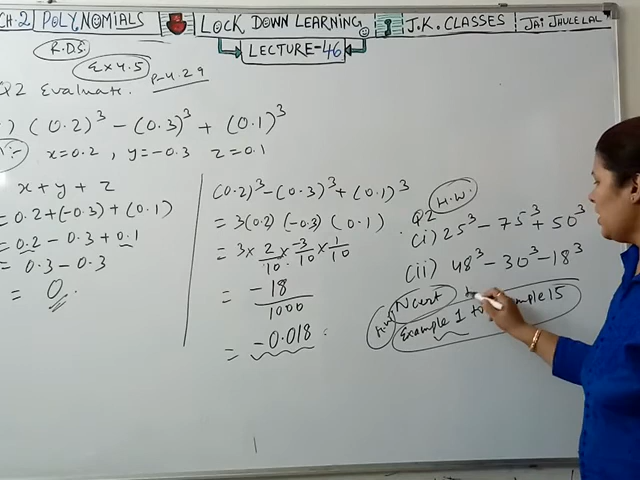 CH.2 POLYNOMIALS
LOCK DOWN LEARNING
J.K. CLASSES
JAI JHULELAL
LECTURE-46
R.D.S.
EX 4.5
P-4.29
Q2 Evaluate.
) (0.2)³ - (0.3)³ + (0.1)³
x=0.2, y=-0.3 z=0.1
x + y + z
= 0.2 + (-0.3) + (0.1)
= 0.2 - 0.3 + 0.1
= 0.3 - 0.3
= 0.
(0.2)³ - (0.3)³ + (0.1)³
= 3(0.2) (-0.3) (0.1)
= 3 × 2/10 × -3/10 × 1/10
= -18/1000
= -0.018
H.W.
Q2
(i) 25³ - 75³ + 50³
(ii) 48³ - 30³ - 18³
H.W.
Ncert
Example 1 to Example 15